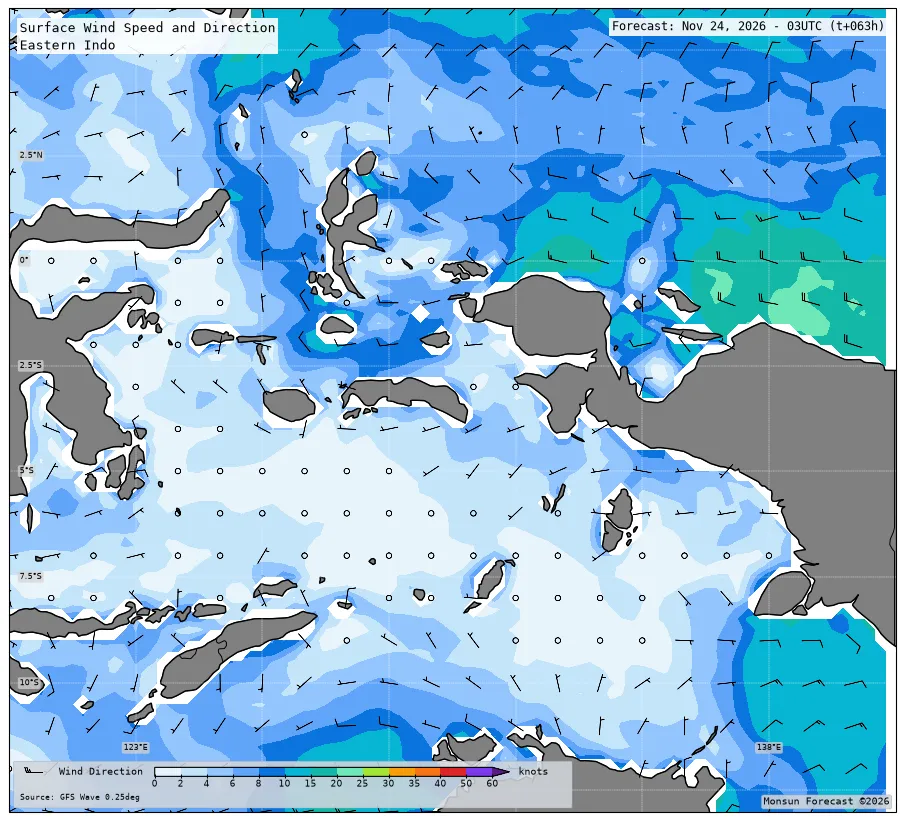 Surface Wind Speed and Direction
Eastern Indo
Forecast: Nov 24, 2026 - 03UTC (t+063h)
2.5°N
0°
2.5°S
5°S
7.5°S
10°S
123°E
138°E
Wind Direction
0 2 4 6 8 10 15 20 25 30 35 40 50 60
knots
Source: GFS Wave 0.25deg
Monsun Forecast ©2026